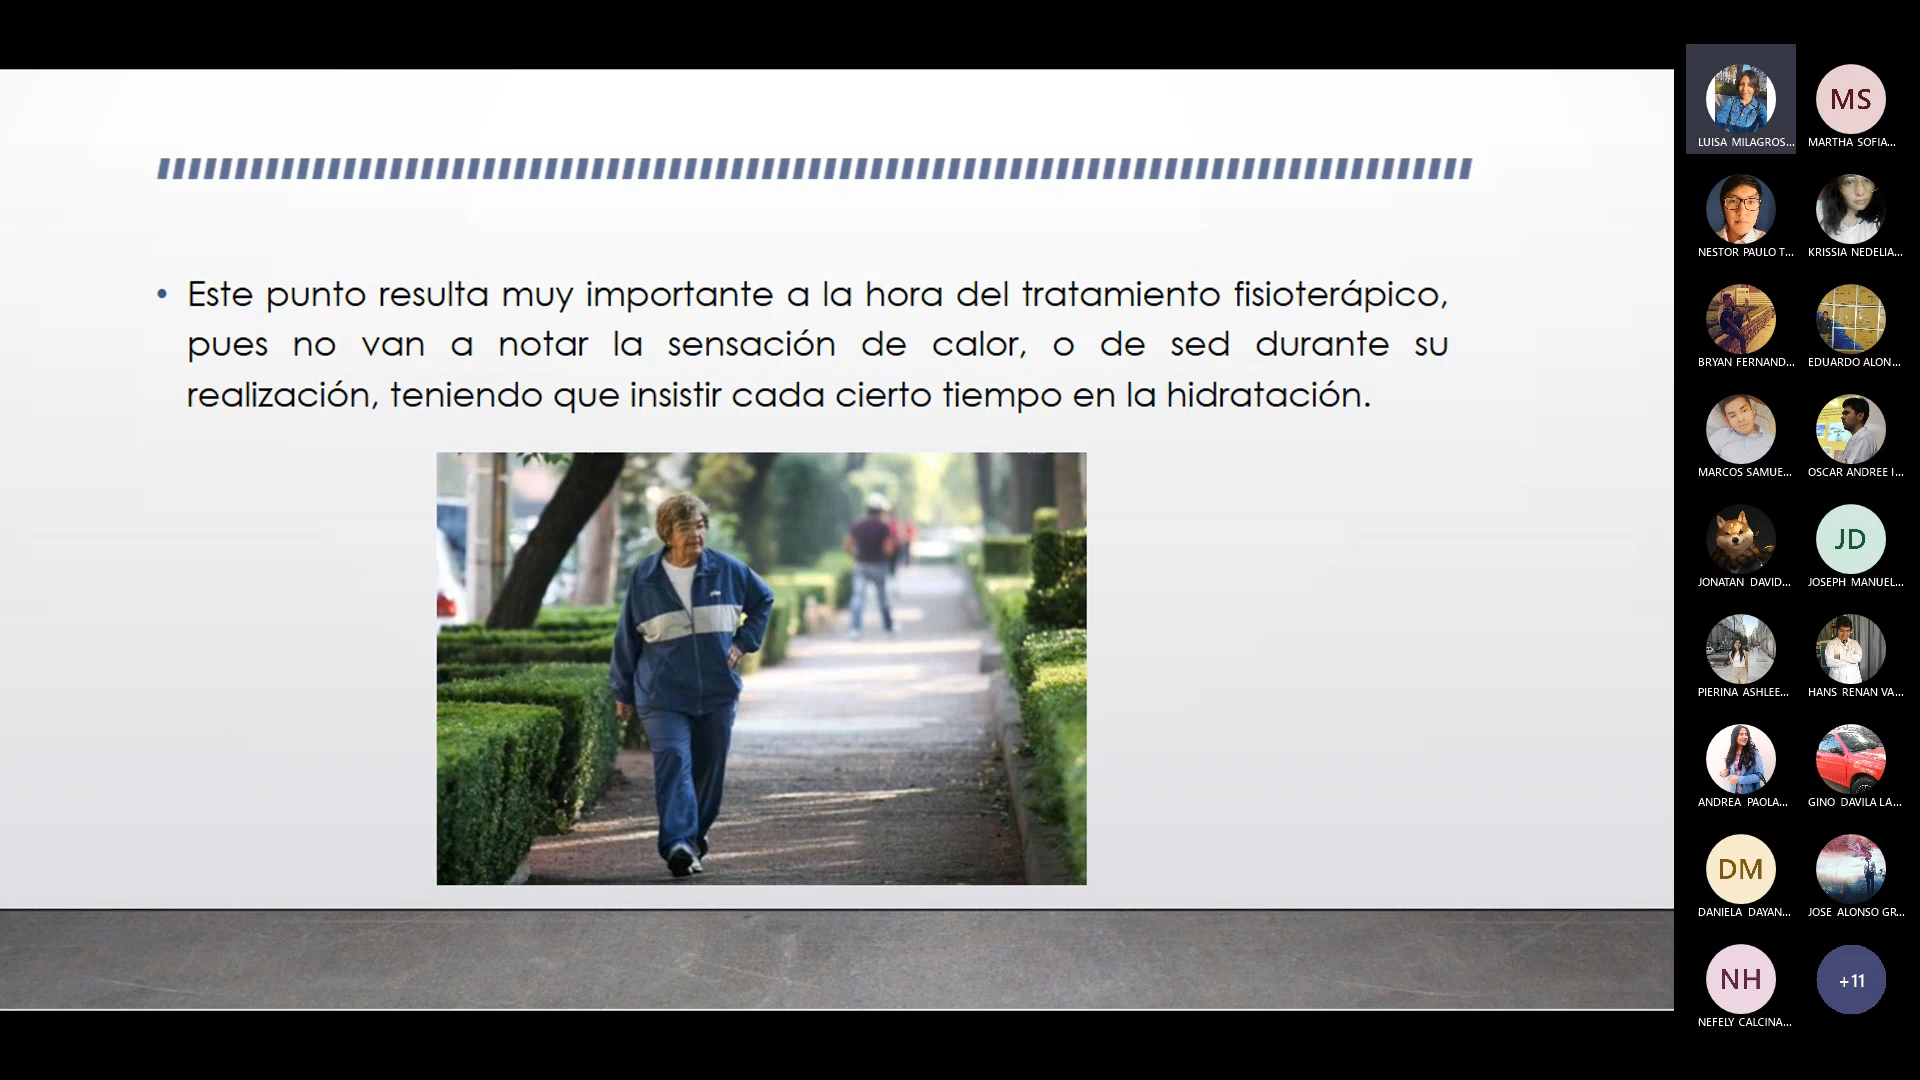 Este punto resulta muy importante a la hora del tratamiento fisioterápico,
pues no van a notar la sensación de calor, o de sed durante su
realización, teniendo que insistir cada cierto tiempo en la hidratación.
LUISA MILAGROS...
MS
MARTHA SOFIA...
NESTOR PAULO T...
KRISSIA NEDELIA...
BRYAN FERNAND...
EDUARDO ALON...
MARCOS SAMUE...
OSCAR ANDREE I...
JONATAN DAVID...
JD
JOSEPH MANUEL...
PIERINA ASHLEE...
HANS RENAN VA...
ANDREA PAOLA...
GINO DAVILA LA...
DM
DANIELA DAYAN...
JOSE ALONSO GR...
NH
NEFELY CALCINA...
+11